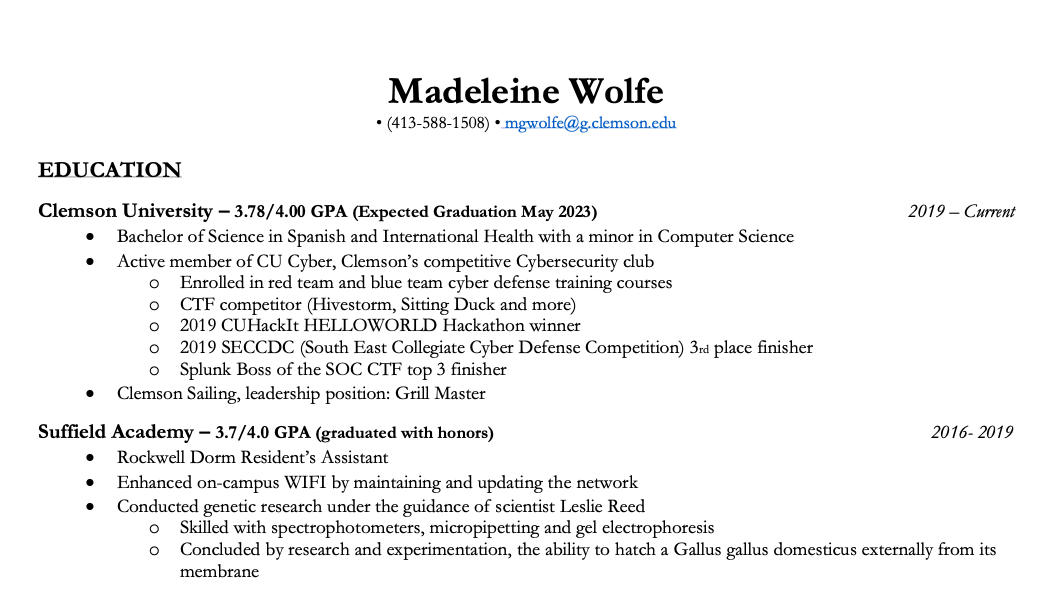 Madeleine Wolfe
• (413-588-1508) • mgwolfe@g.clemson.edu
EDUCATION
Clemson University – 3.78/4.00 GPA (Expected Graduation May 2023) 2019 – Current
● Bachelor of Science in Spanish and International Health with a minor in Computer Science
● Active member of CU Cyber, Clemson’s competitive Cybersecurity club
o Enrolled in red team and blue team cyber defense training courses
o CTF competitor (Hivestorm, Sitting Duck and more)
o 2019 CUHackIt HELLOWORLD Hackathon winner
o 2019 SECCDC (South East Collegiate Cyber Defense Competition) 3rd place finisher
o Splunk Boss of the SOC CTF top 3 finisher
● Clemson Sailing, leadership position: Grill Master
Suffield Academy – 3.7/4.0 GPA (graduated with honors) 2016- 2019
● Rockwell Dorm Resident’s Assistant
● Enhanced on-campus WIFI by maintaining and updating the network
● Conducted genetic research under the guidance of scientist Leslie Reed
o Skilled with spectrophotometers, micropipetting and gel electrophoresis
o Concluded by research and experimentation, the ability to hatch a Gallus gallus domesticus externally from its
membrane